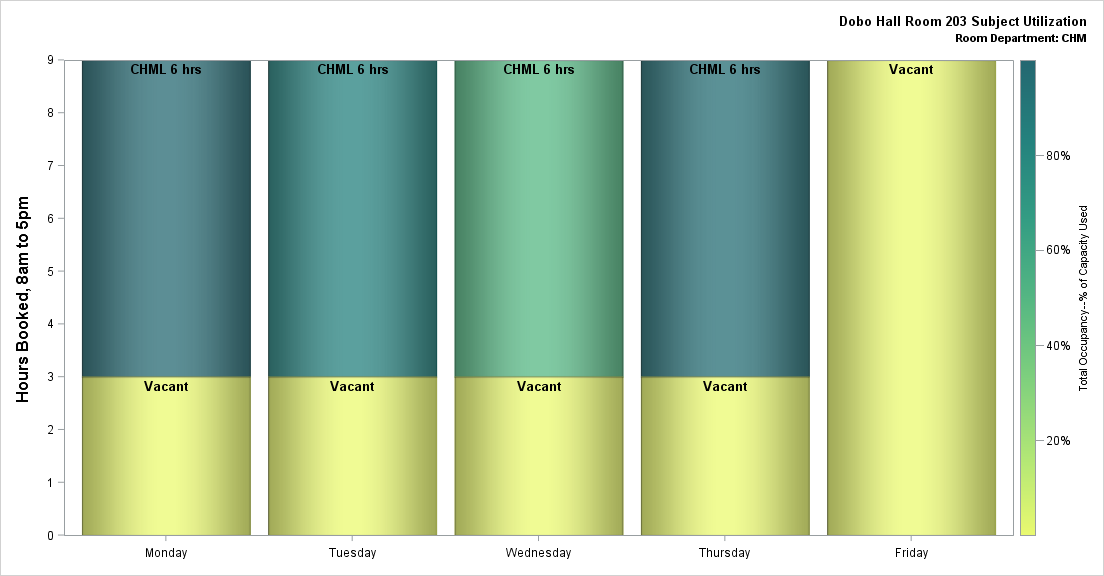 Dobo Hall Room 203 Subject Utilization
Room Department: CHM
Hours Booked, 8am to 5pm
9
8
7
6
5
4
3
2
1
0
CHML 6 hrs
CHML 6 hrs
CHML 6 hrs
CHML 6 hrs
Vacant
Vacant
Vacant
Vacant
Vacant
Monday
Tuesday
Wednesday
Thursday
Friday
80%
60%
40%
20%
Total Occupancy--% of Capacity Used